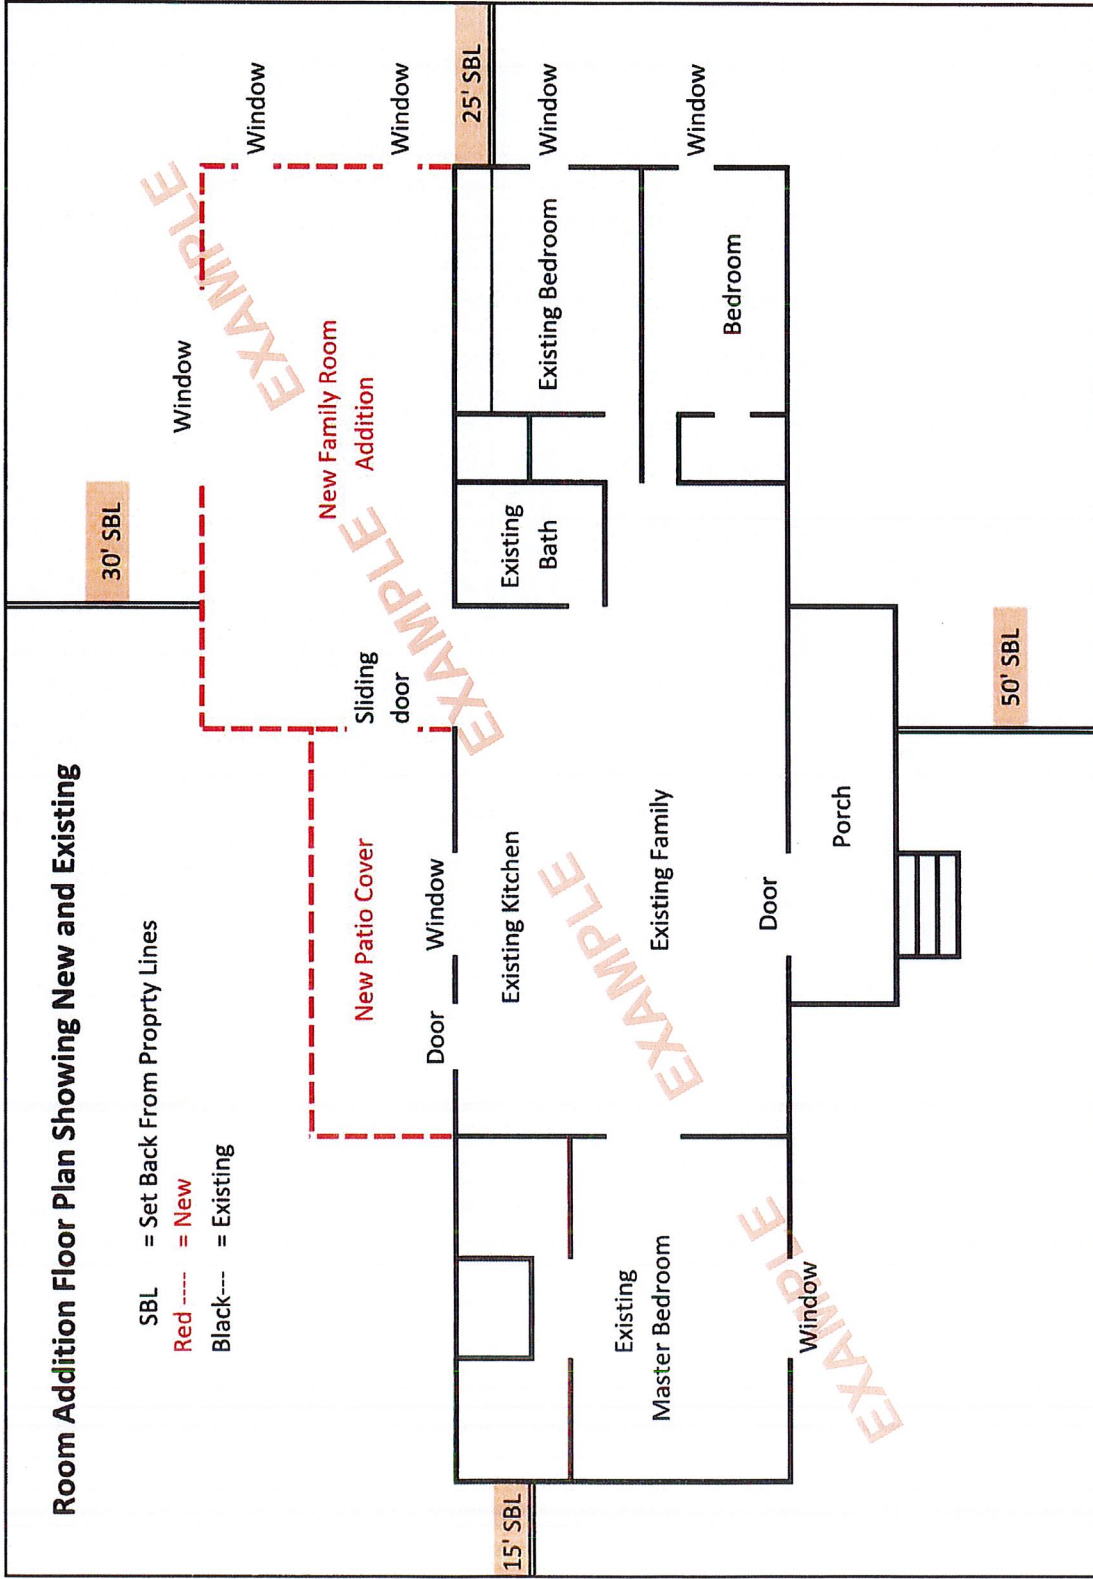 Room Addition Floor Plan Showing New and Existing
SBL = Set Back From Proprty Lines
Red ---- = New
Black--- = Existing
30' SBL
Window
Window
Window
EXAMPLE
New Family Room
Addition
Sliding
door
EXAMPLE
New Patio Cover
Door
Window
25' SBL
15' SBL
Existing Kitchen
Existing
Bath
Existing Bedroom
Window
Existing
Master Bedroom
Existing Family
EXAMPLE
Bedroom
Window
Window
Door
EXAMPLE
Porch
50' SBL